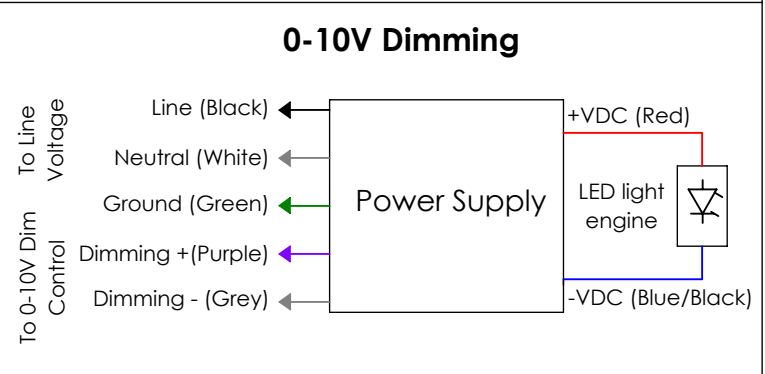 0-10V Dimming
To Line
Voltage
Line (Black)
Neutral (White)
Ground (Green)
To 0-10V Dim
Control
Dimming +(Purple)
Dimming - (Grey)
Power Supply
+VDC (Red)
LED light
engine
-VDC (Blue/Black)